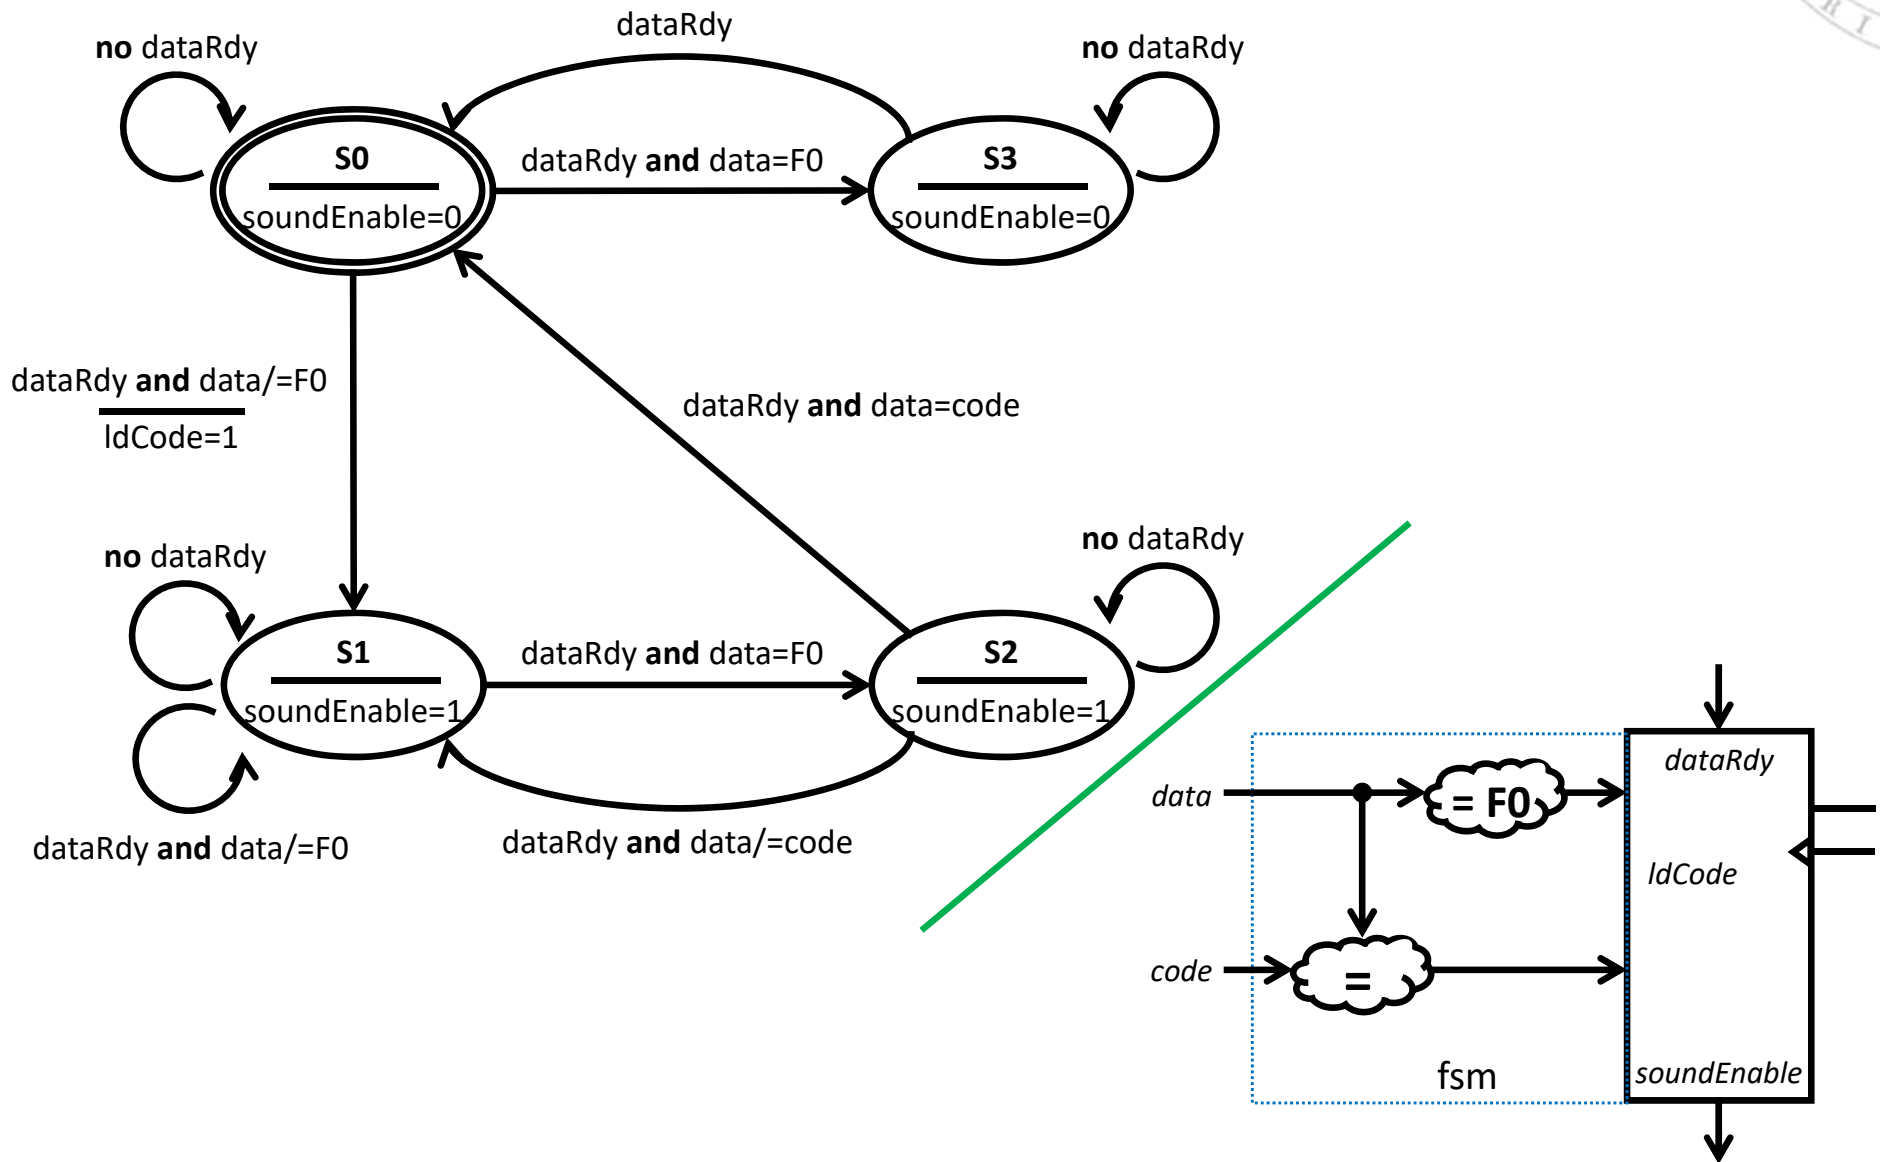 dataRdy
no dataRdy
no dataRdy
S0
soundEnable=0
dataRdy and data=F0
S3
soundEnable=0
dataRdy and data/=F0
ldCode=1
dataRdy and data=code
no dataRdy
no dataRdy
S1
soundEnable=1
dataRdy and data=F0
S2
soundEnable=1
dataRdy and data/=F0
dataRdy and data/=code
data
= F0
dataRdy
ldCode
code
=
fsm
soundEnable
R I